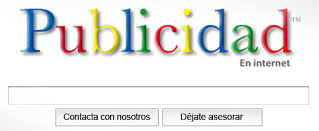 Publicidad™
En internet
Contacta con nosotros Déjate asesorar